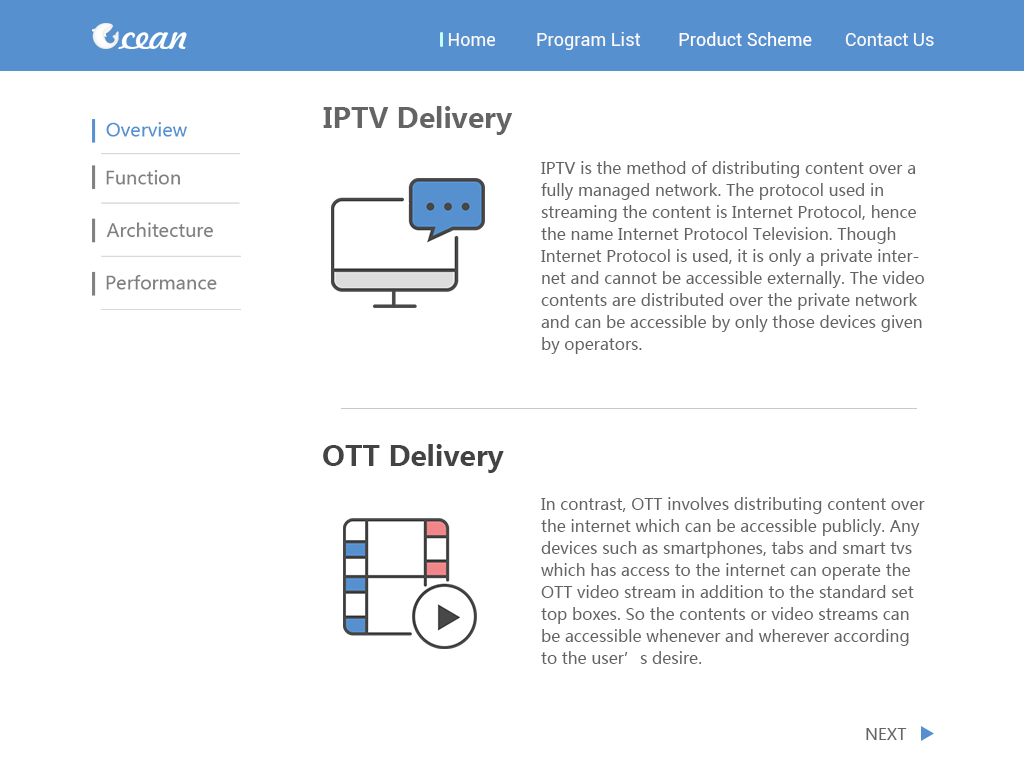 Ocean
Home
Program List
Product Scheme
Contact Us
Overview
Function
Architecture
Performance
IPTV Delivery
IPTV is the method of distributing content over a
fully managed network. The protocol used in
streaming the content is Internet Protocol, hence
the name Internet Protocol Television. Though
Internet Protocol is used, it is only a private inter-
net and cannot be accessible externally. The video
contents are distributed over the private network
and can be accessible by only those devices given
by operators.
OTT Delivery
In contrast, OTT involves distributing content over
the internet which can be accessible publicly. Any
devices such as smartphones, tabs and smart tvs
which has access to the internet can operate the
OTT video stream in addition to the standard set
top boxes. So the contents or video streams can
be accessible whenever and wherever according
to the user’ s desire.
NEXT